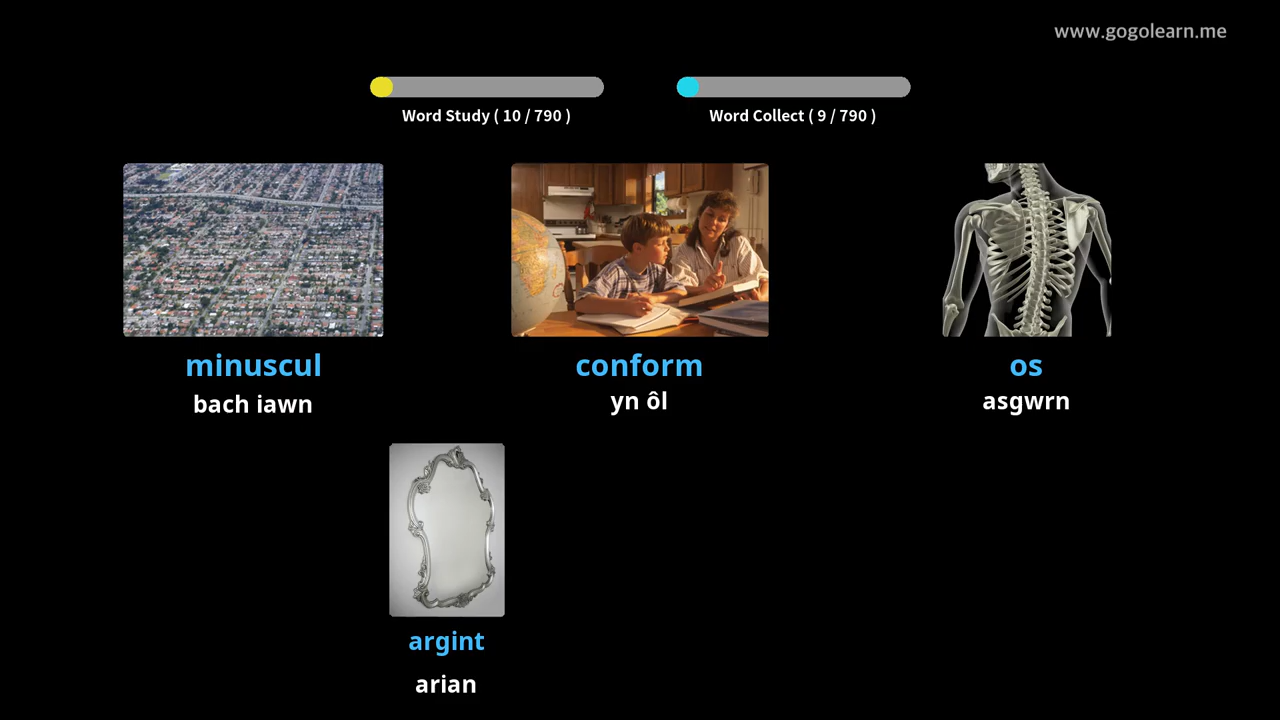 www.gogolearn.me
Word Study ( 10 / 790 )
Word Collect ( 9 / 790 )
minuscul
bach iawn
conform
yn ôl
os
asgwrn
argint
arian